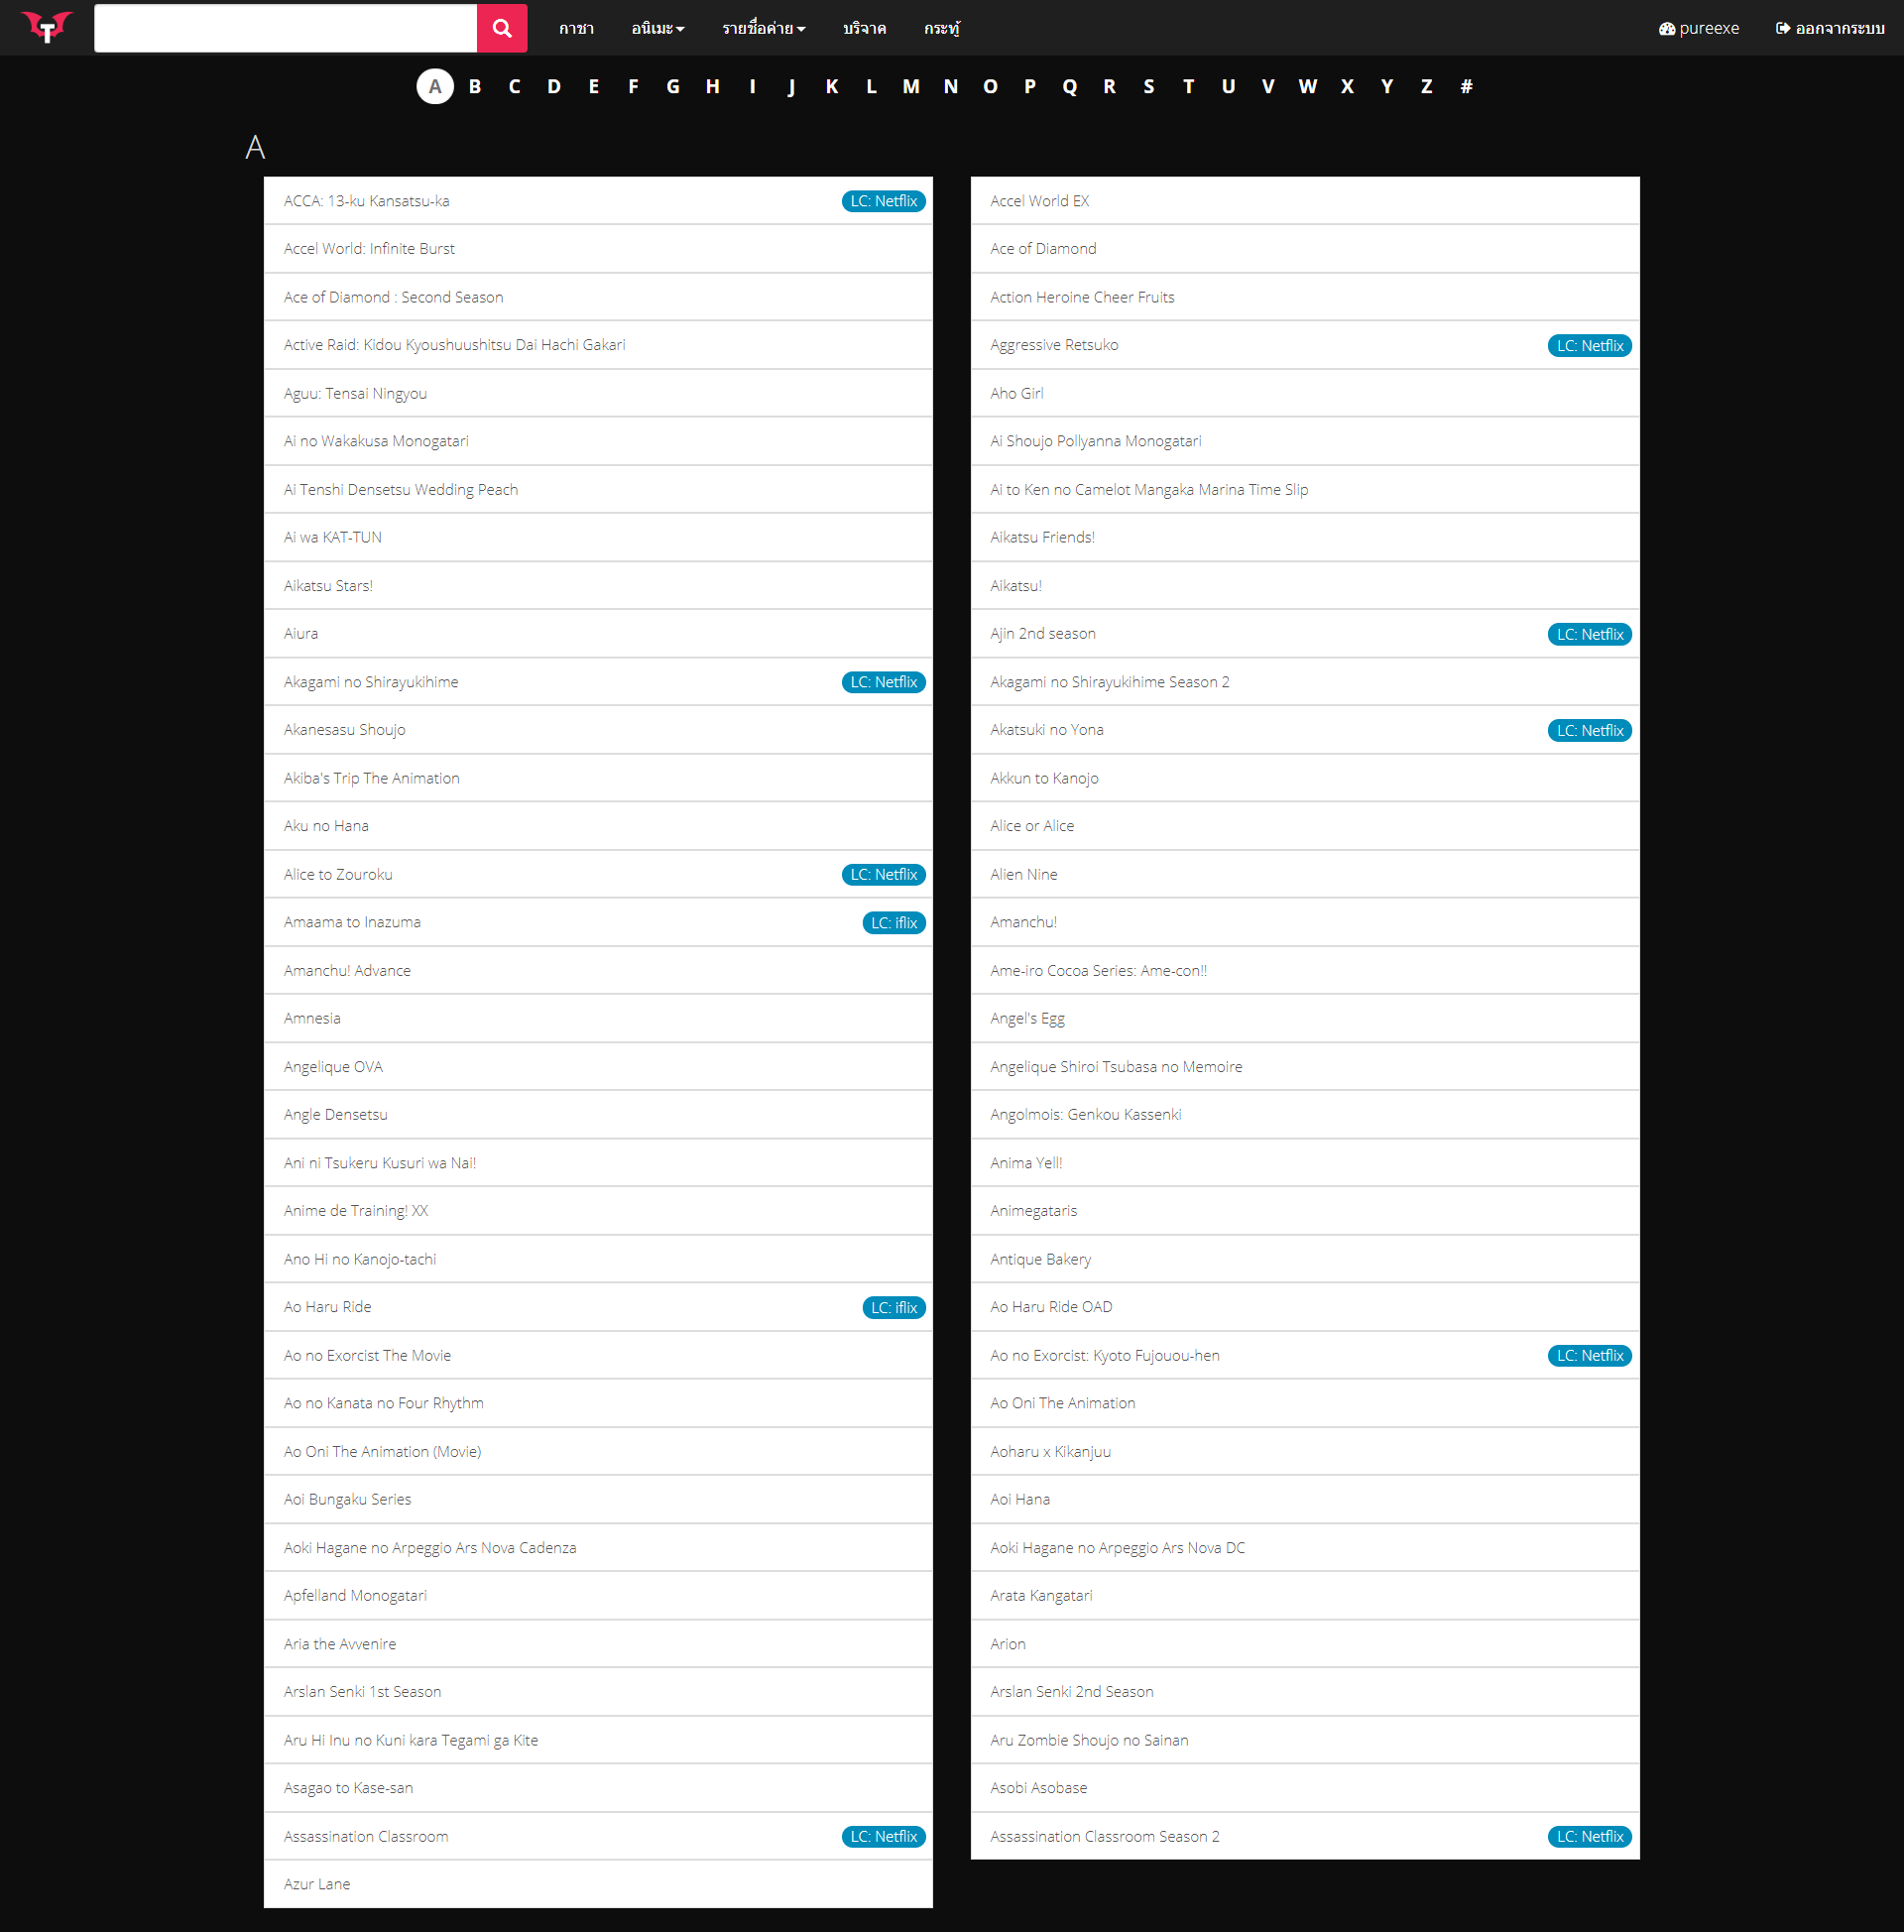 T
กาชา
อนิเมะ
รายชื่อค่าย
บริจาค
กระทู้
pureexe
ออกจากระบบ
A B C D E F G H I J K L M N O P Q R S T U V W X Y Z #
A
ACCA: 13-ku Kansatsu-ka LC: Netflix
Accel World EX
Accel World: Infinite Burst
Ace of Diamond
Ace of Diamond : Second Season
Action Heroine Cheer Fruits
Active Raid: Kidou Kyoushuushitsu Dai Hachi Gakari
Aggressive Retsuko LC: Netflix
Aguu: Tensai Ningyou
Aho Girl
Ai no Wakakusa Monogatari
Ai Shoujo Pollyanna Monogatari
Ai Tenshi Densetsu Wedding Peach
Ai to Ken no Camelot Mangaka Marina Time Slip
Ai wa KAT-TUN
Aikatsu Friends!
Aikatsu Stars!
Aikatsu!
Aiura
Ajin 2nd season LC: Netflix
Akagami no Shirayukihime LC: Netflix
Akagami no Shirayukihime Season 2
Akanesasu Shoujo
Akatsuki no Yona LC: Netflix
Akiba's Trip The Animation
Akkun to Kanojo
Aku no Hana
Alice or Alice
Alice to Zouroku LC: Netflix
Alien Nine
Amaama to Inazuma LC: iflix
Amanchu!
Amanchu! Advance
Ame-iro Cocoa Series: Ame-con!!
Amnesia
Angel's Egg
Angelique OVA
Angelique Shiroi Tsubasa no Memoire
Angle Densetsu
Angolmois: Genkou Kassenki
Ani ni Tsukeru Kusuri wa Nai!
Anima Yell!
Anime de Training! XX
Animegataris
Ano Hi no Kanojo-tachi
Antique Bakery
Ao Haru Ride LC: iflix
Ao Haru Ride OAD
Ao no Exorcist The Movie
Ao no Exorcist: Kyoto Fujouou-hen LC: Netflix
Ao no Kanata no Four Rhythm
Ao Oni The Animation
Ao Oni The Animation (Movie)
Aoharu x Kikanjuu
Aoi Bungaku Series
Aoi Hana
Aoki Hagane no Arpeggio Ars Nova Cadenza
Aoki Hagane no Arpeggio Ars Nova DC
Apfelland Monogatari
Arata Kangatari
Aria the Avvenire
Arion
Arslan Senki 1st Season
Arslan Senki 2nd Season
Aru Hi Inu no Kuni kara Tegami ga Kite
Aru Zombie Shoujo no Sainan
Asagao to Kase-san
Asobi Asobase
Assassination Classroom LC: Netflix
Assassination Classroom Season 2 LC: Netflix
Azur Lane